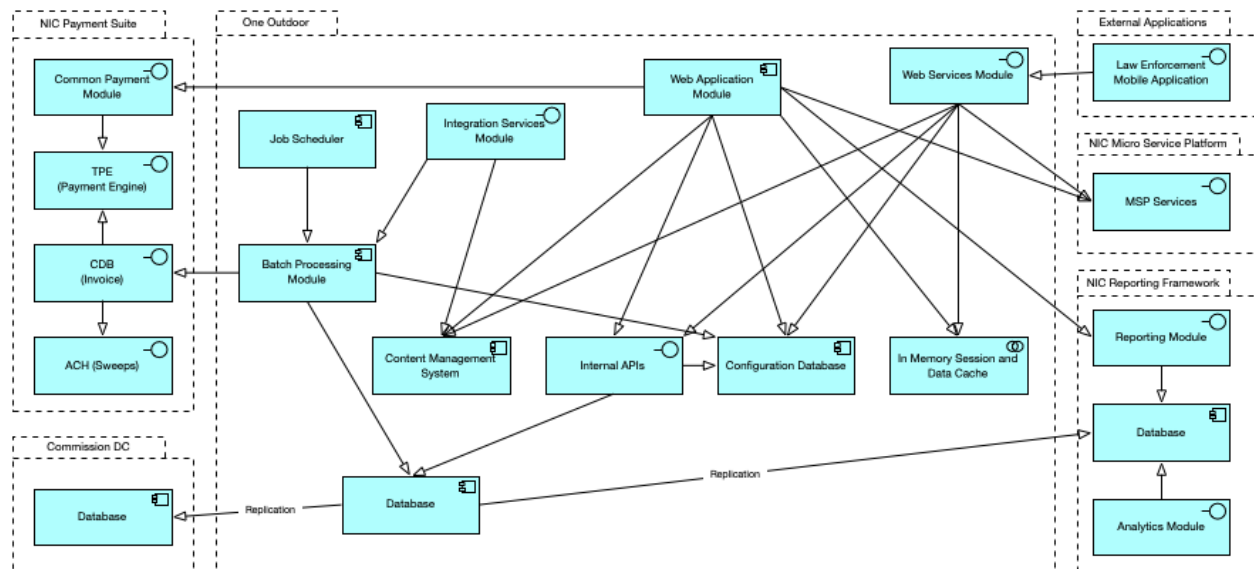 NIC Payment Suite
Common Payment
Module
TPE
(Payment Engine)
CDB
(Invoice)
ACH (Sweeps)
Commission DC
Database
One Outdoor
Web Application
Module
Web Services Module
Job Scheduler
Integration Services
Module
Batch Processing
Module
Content Management
System
Internal APIs
Configuration Database
In Memory Session and
Data Cache
Database
Replication
Replication
External Applications
Law Enforcement
Mobile Application
NIC Micro Service Platform
MSP Services
NIC Reporting Framework
Reporting Module
Database
Analytics Module